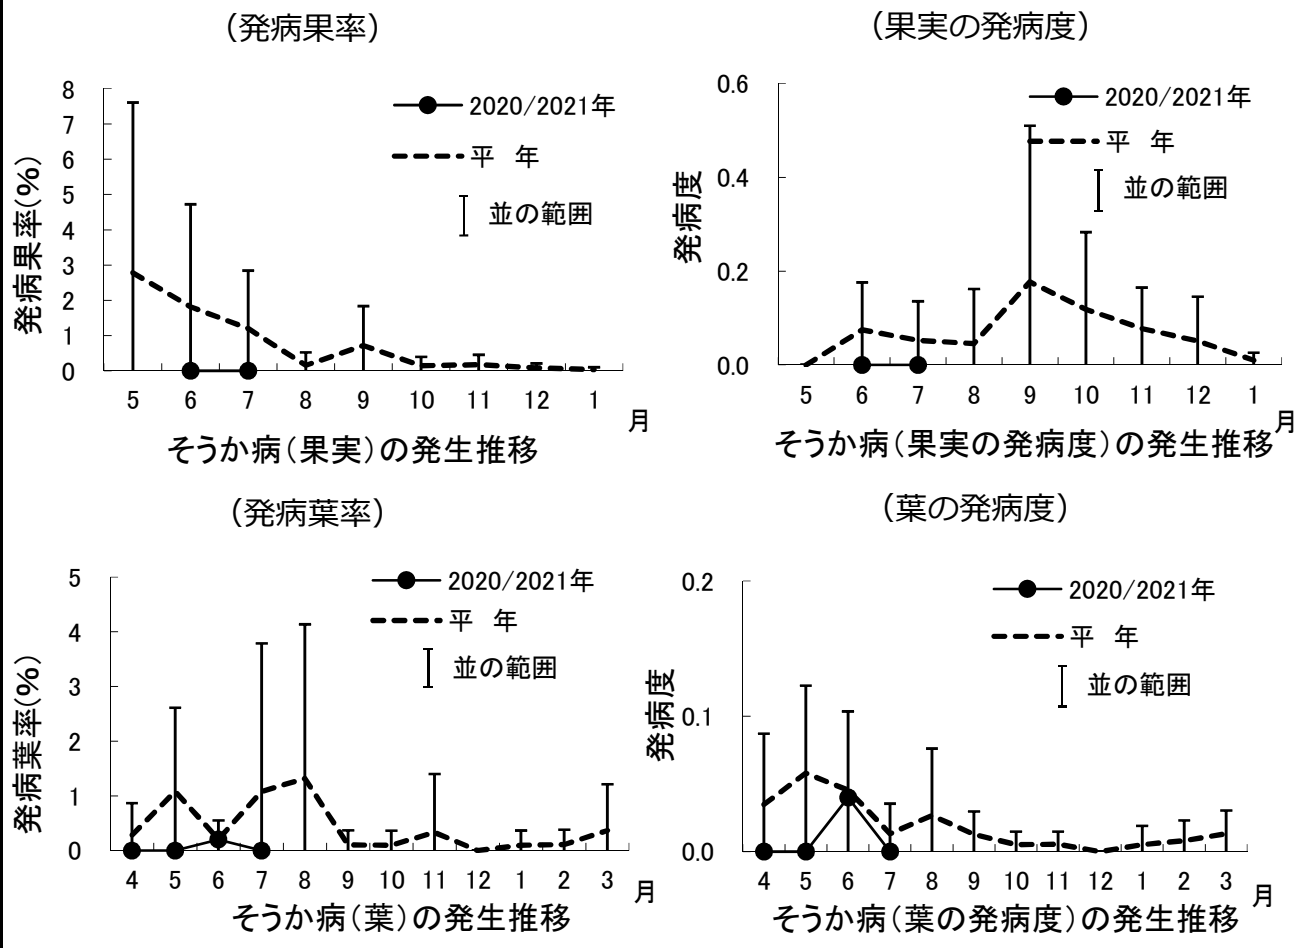 （発病果率）
8
7
6
5
4
3
2
1
0
発病果率(%)
2020/2021年
平　年
並の範囲
5 6 7 8 9 10 11 12 1
月
そうか病（果実）の発生推移
（果実の発病度）
0.6
0.4
0.2
0.0
発病度
2020/2021年
平　年
並の範囲
5 6 7 8 9 10 11 12 1
月
そうか病（果実の発病度）の発生推移
（発病葉率）
5
4
3
2
1
0
発病葉率(%)
2020/2021年
平　年
並の範囲
4 5 6 7 8 9 10 11 12 1 2 3
月
そうか病（葉）の発生推移
（葉の発病度）
0.2
0.1
0.0
発病度
2020/2021年
平　年
並の範囲
4 5 6 7 8 9 10 11 12 1 2 3
月
そうか病（葉の発病度）の発生推移